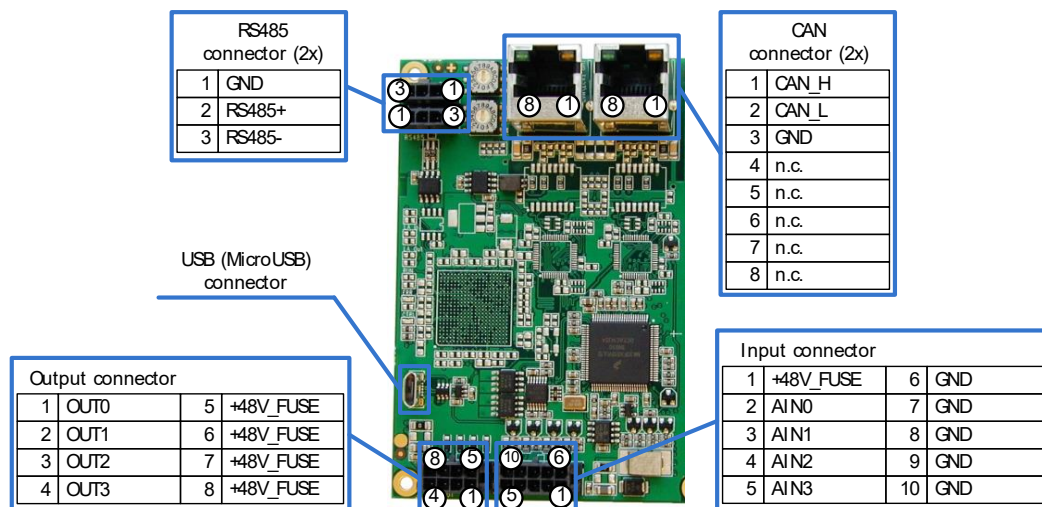 RS485
connector (2x)
1 GND
2 RS485+
3 RS485-
CAN
connector (2x)
1 CAN_H
2 CAN_L
3 GND
4 n.c.
5 n.c.
6 n.c.
7 n.c.
8 n.c.
3 1
1 3
RS485
8 1 8 1
USB (MicroUSB)
connector
Output connector
1 OUT0 5 +48V_FUSE
2 OUT1 6 +48V_FUSE
3 OUT2 7 +48V_FUSE
4 OUT3 8 +48V_FUSE
8 5 10 6
4 1 5 1
Input connector
1 +48V_FUSE 6 GND
2 AIN0 7 GND
3 AIN1 8 GND
4 AIN2 9 GND
5 AIN3 10 GND